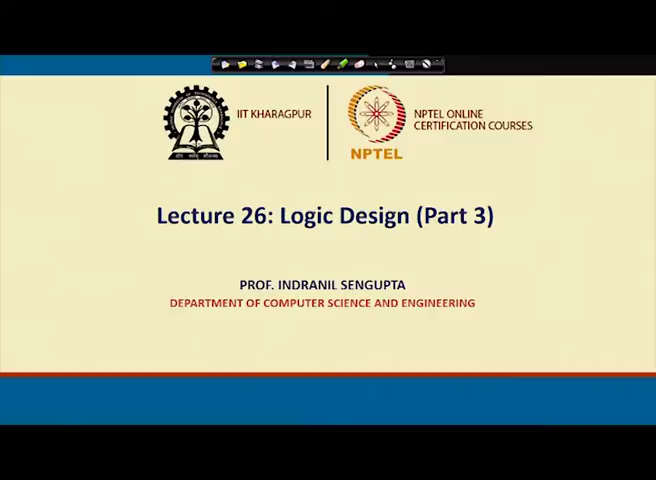 IIT KHARAGPUR
NPTEL ONLINE
CERTIFICATION COURSES
NPTEL
Lecture 26: Logic Design (Part 3)
PROF. INDRANIL SENGUPTA
DEPARTMENT OF COMPUTER SCIENCE AND ENGINEERING